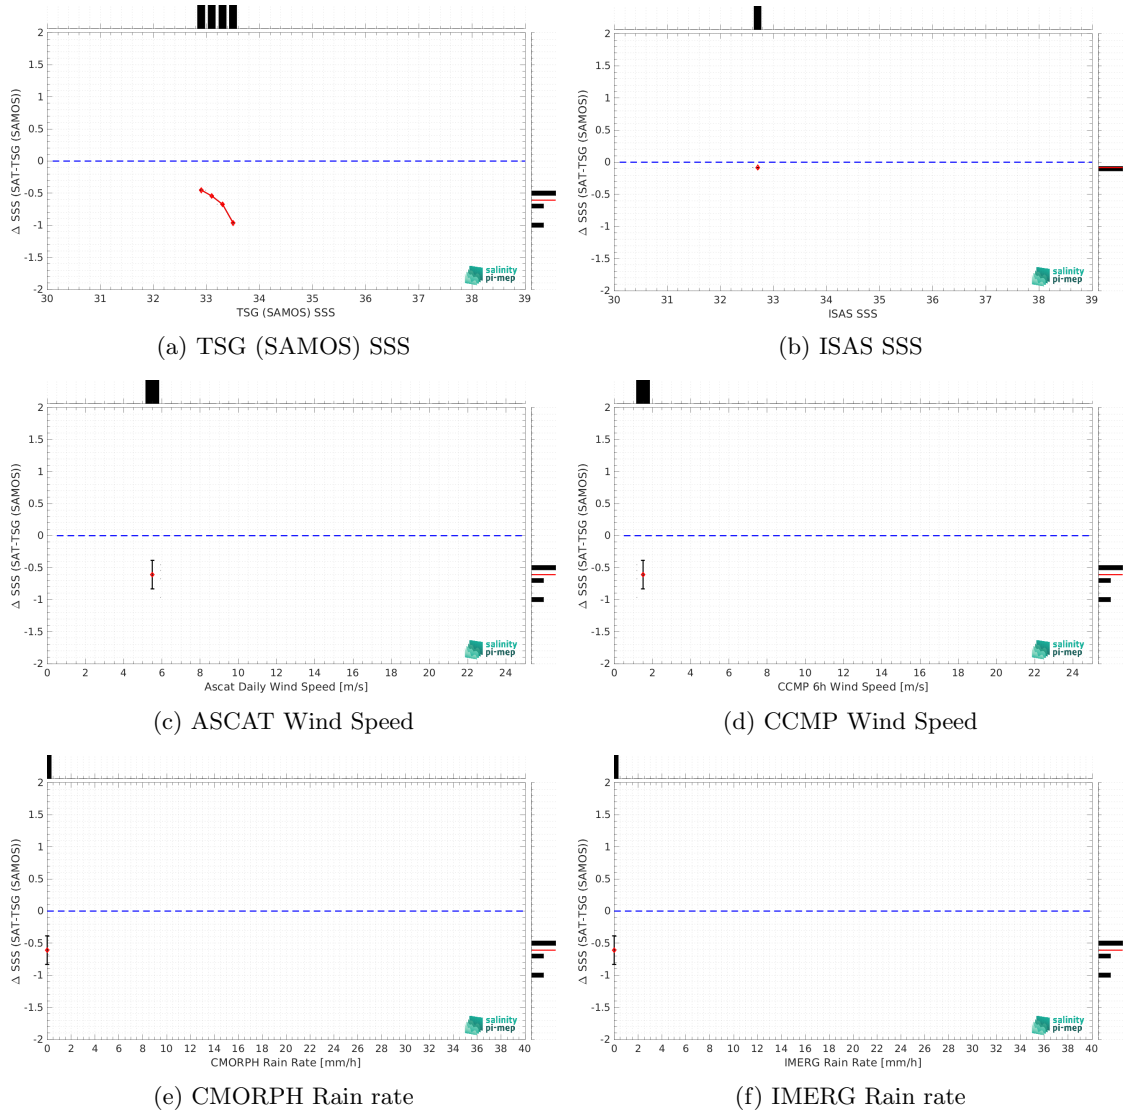 2
1.5
1
0.5
0
-0.5
-1
-1.5
-2
Δ SSS (SAT-TSG (SAMOS))
30 31 32 33 34 35 36 37 38 39
TSG (SAMOS) SSS
salinity
pi-mep
(a) TSG (SAMOS) SSS
2
1.5
1
0.5
0
-0.5
-1
-1.5
-2
Δ SSS (SAT-TSG (SAMOS))
30 31 32 33 34 35 36 37 38 39
ISAS SSS
salinity
pi-mep
(b) ISAS SSS
2
1.5
1
0.5
0
-0.5
-1
-1.5
-2
Δ SSS (SAT-TSG (SAMOS))
0 2 4 6 8 10 12 14 16 18 20 22 24
Ascat Daily Wind Speed [m/s]
salinity
pi-mep
(c) ASCAT Wind Speed
2
1.5
1
0.5
0
-0.5
-1
-1.5
-2
Δ SSS (SAT-TSG (SAMOS))
0 2 4 6 8 10 12 14 16 18 20 22 24
CCMP 6h Wind Speed [m/s]
salinity
pi-mep
(d) CCMP Wind Speed
2
1.5
1
0.5
0
-0.5
-1
-1.5
-2
Δ SSS (SAT-TSG (SAMOS))
0 2 4 6 8 10 12 14 16 18 20 22 24 26 28 30 32 34 36 38 40
CMORPH Rain Rate [mm/h]
salinity
pi-mep
(e) CMORPH Rain rate
2
1.5
1
0.5
0
-0.5
-1
-1.5
-2
Δ SSS (SAT-TSG (SAMOS))
0 2 4 6 8 10 12 14 16 18 20 22 24 26 28 30 32 34 36 38 40
IMERG Rain Rate [mm/h]
salinity
pi-mep
(f) IMERG Rain rate